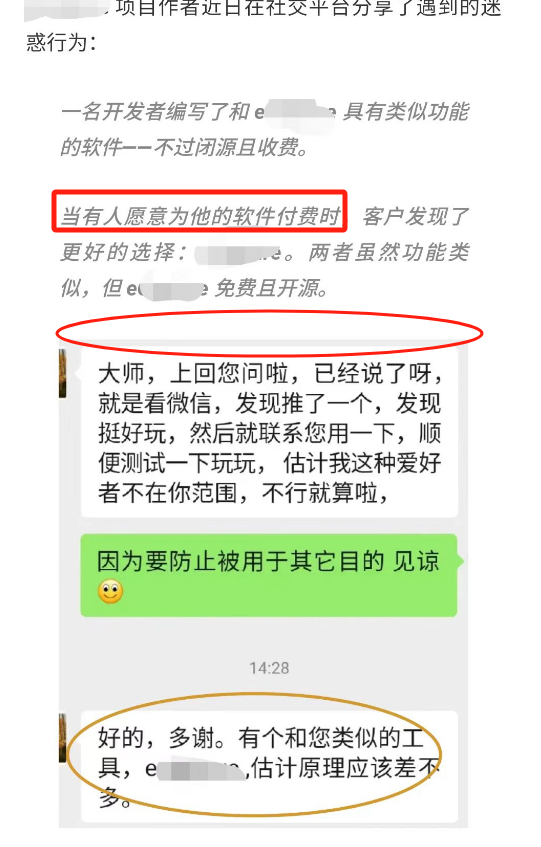 项目作者近日在社交平台分享了遇到的迷
惑行为：
一名开发者编写了和 e e 具有类似功能
的软件——不过闭源且收费。
当有人愿意为他的软件付费时 客户发现了
更好的选择： re。两者虽然功能类
似，但 e e 免费且开源。
大师，上回您问啦，已经说了呀，
就是看微信，发现推了一个，发现
挺好玩，然后就联系您用一下，顺
便测试一下玩玩， 估计我这种爱好
者不在你范围，不行就算啦，
因为要防止被用于其它目的 见谅
14:28
好的，多谢。有个和您类似的工
具，e ,估计原理应该差不
多。